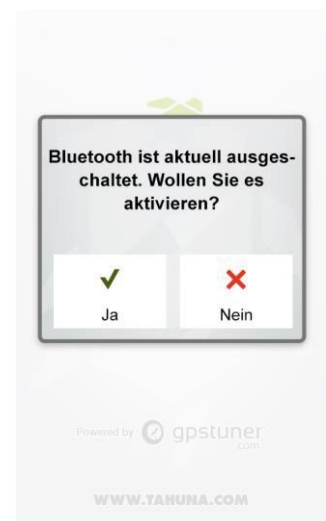 Bluetooth ist aktuell ausges-
chaltet. Wollen Sie es
aktivieren?
Ja
Nein
Powered by gpstuner
.com
WWW.TAHUNA.COM